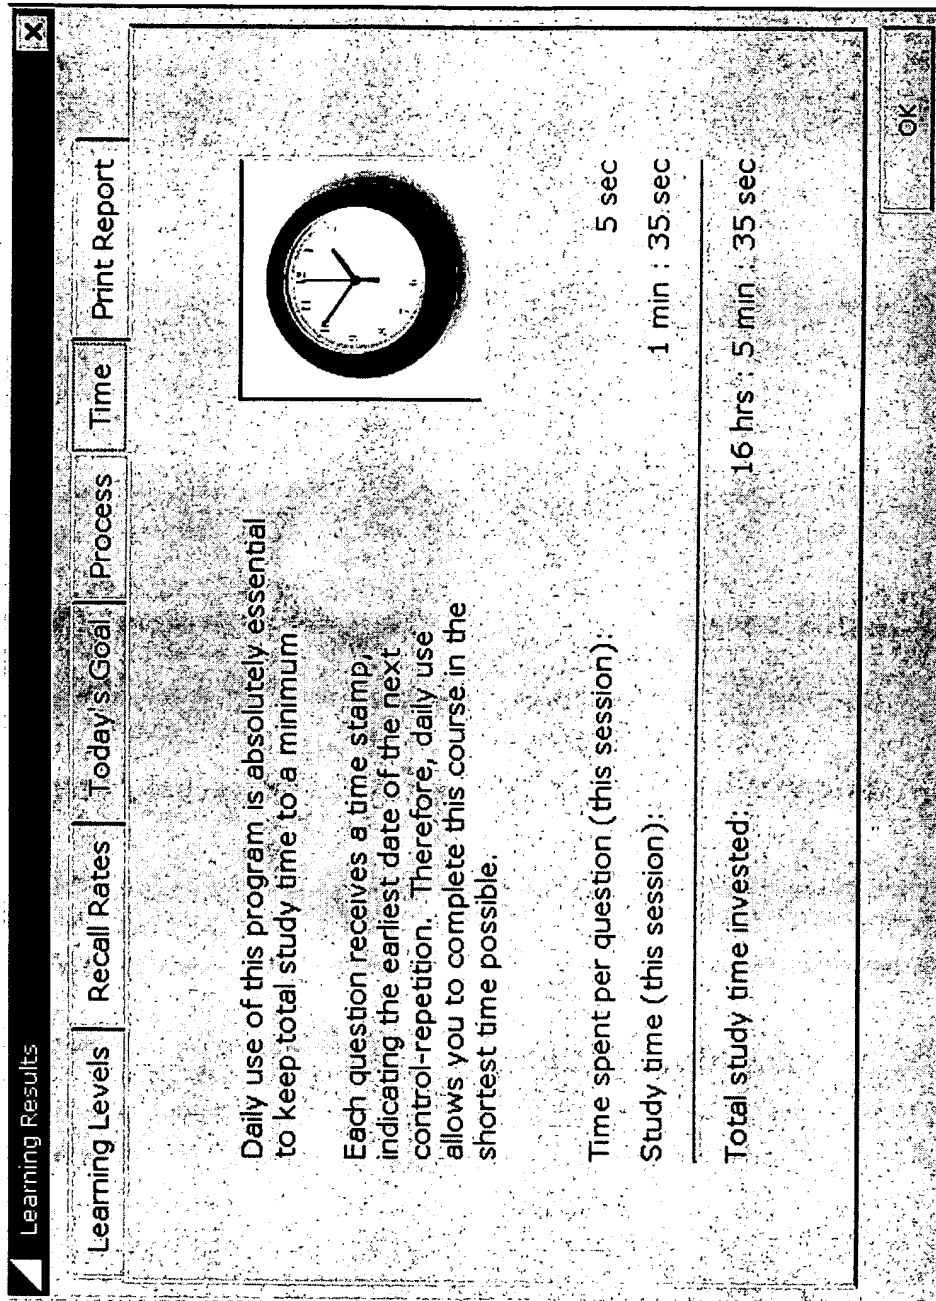 Learning Results
Learning Levels
Recall Rates
Today's Goal
Process
Time
Print Report
Daily use of this program is absolutely essential
to keep total study time to a minimum.
Each question receives a time stamp,
indicating the earliest date of the next
control-repetition. Therefore, daily use
allows you to complete this course in the
shortest time possible.
Time spent per question (this session): 5 sec
Study time (this session): 1 min : 35 sec
Total study time invested: 16 hrs : 5 min : 35 sec
OK